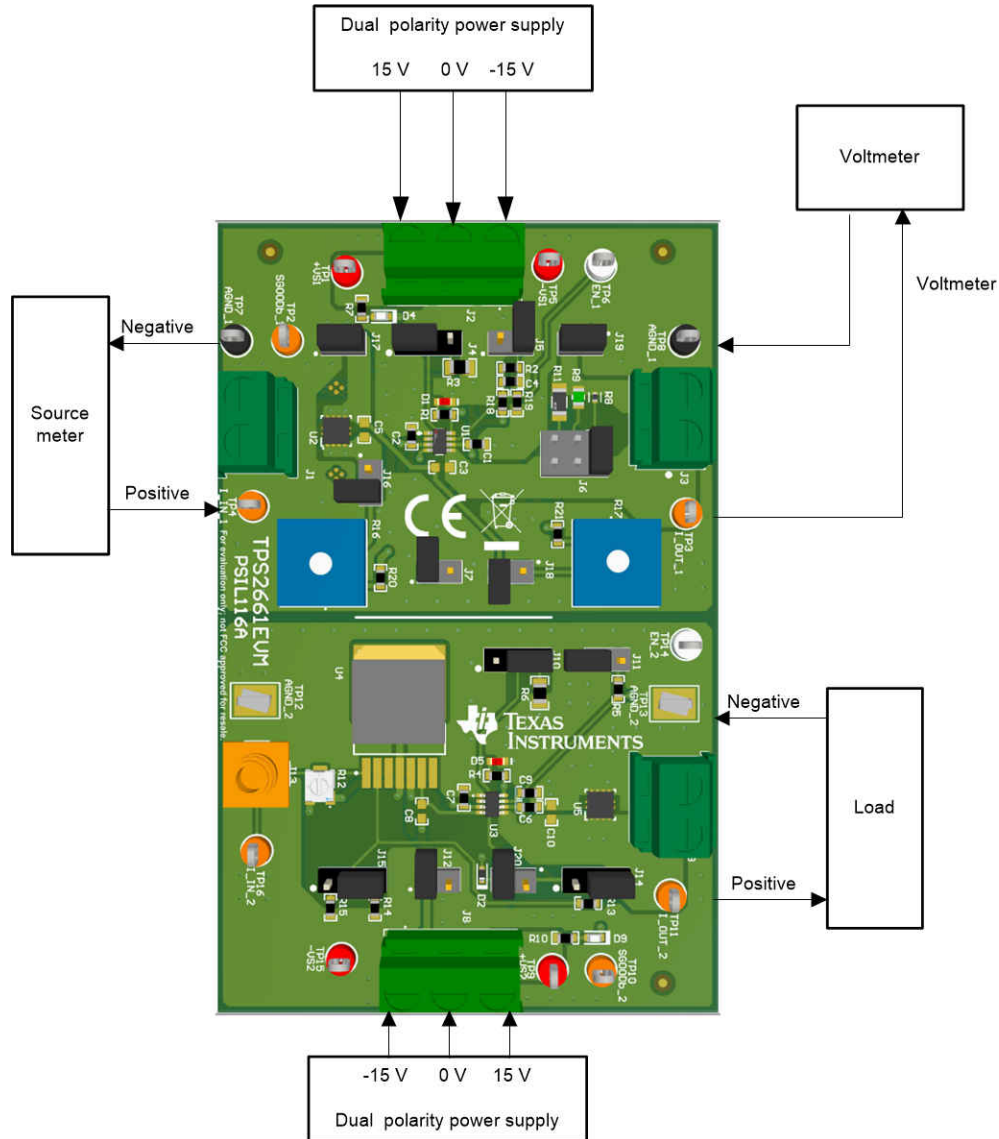 Dual polarity power supply
15 V 0 V -15 V
Voltmeter
Voltmeter
Negative
Source
meter
Positive
TP1
+VS1
TP5
-VS1
TP6
EN_1
TP7
AGND_1
TP2
SGOODb_1
R7
D4
J17
J2
J4
J5
J19
TP8
AGND_1
R3
R2
C4
R18
R19
R11
R9
R8
D1
R1
U2
C5
C2
U1
C1
C3
J1
J16
J6
J3
TP4
I_IN_1
R16
R20
J7
J18
R21
R17
TP3
I_OUT_1
CE
For evaluation only; not FCC approved for resale.
TPS2661EVM
PSIL116A
TP14
EN_2
U4
J10
J11
R6
R5
TP12
AGND_2
TP13
AGND_2
TEXAS
INSTRUMENTS
Negative
Load
Positive
J13
R12
D5
R4
C7
U3
C9
C6
C10
C8
TP16
I_IN_2
J15
J12
J20
J14
D2
R15
R14
R13
J8
TP11
I_OUT_2
TP15
-VS2
R10
D9
TP9
TP10
SGOODb_2
-15 V 0 V 15 V
Dual polarity power supply